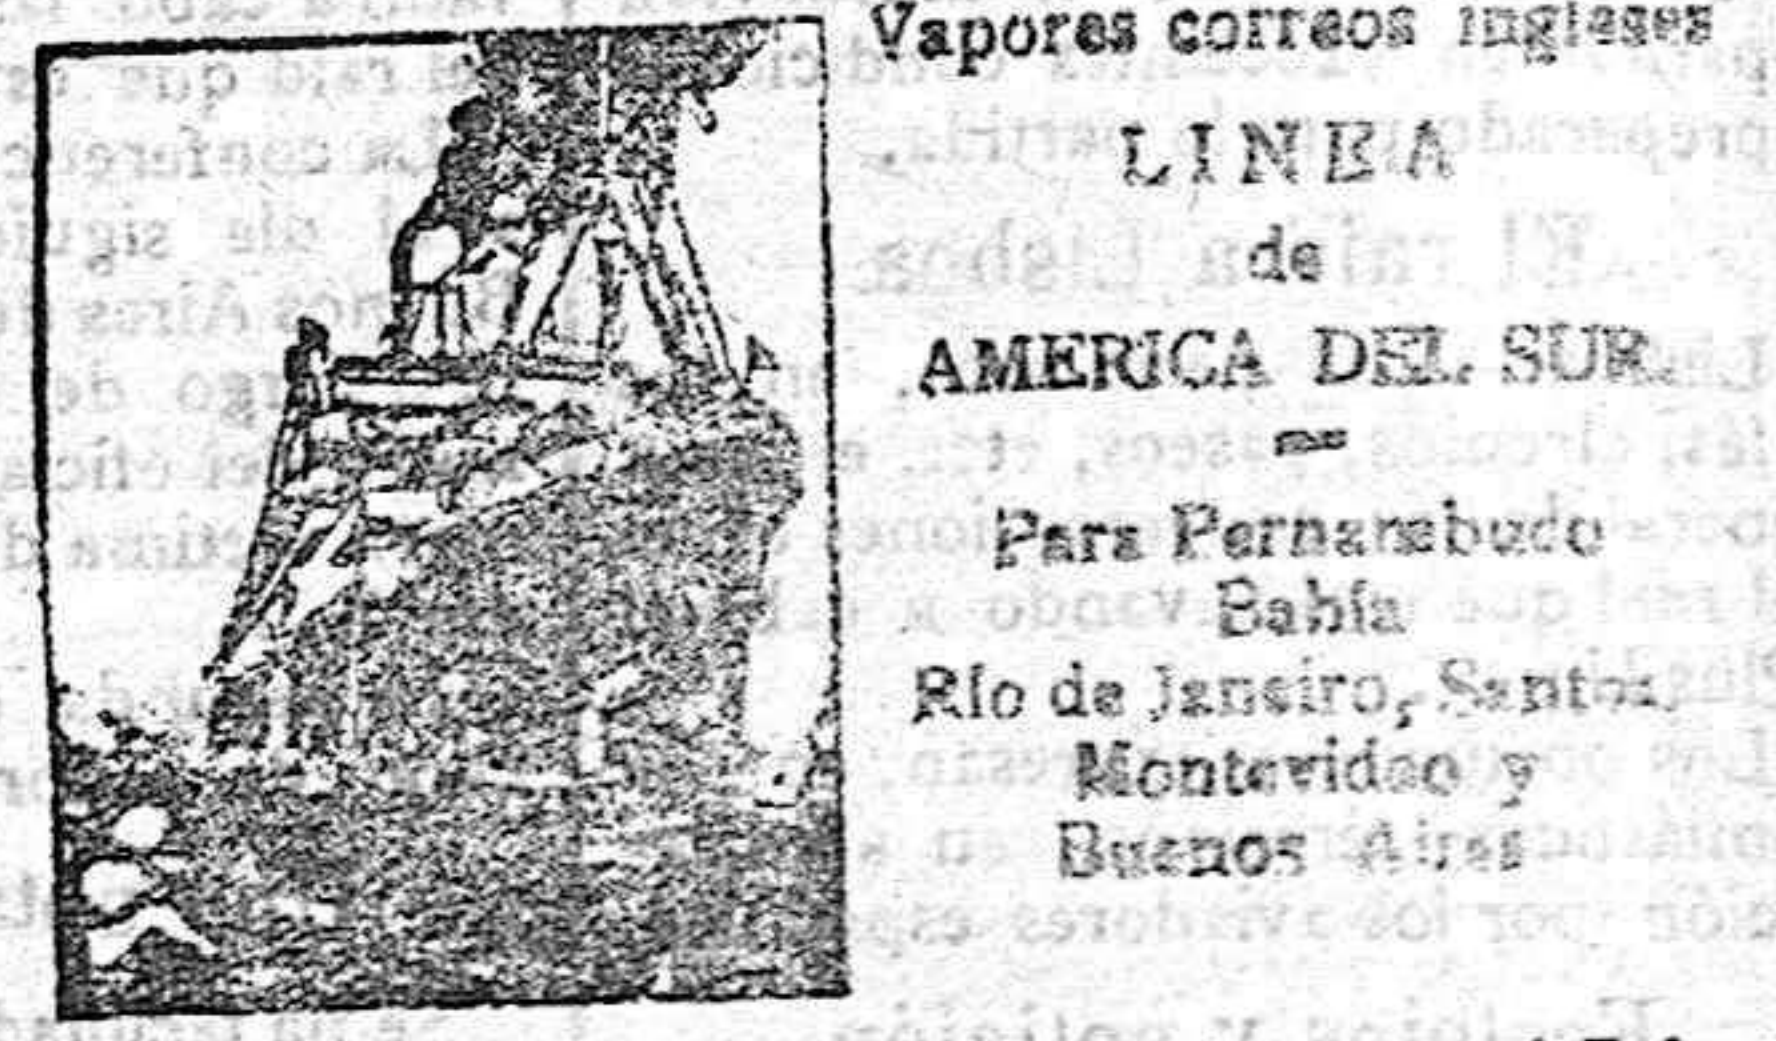 Vapores correos ingleses
LINEA
de
AMERICA DEL SUR
Para Pernambuco
Bahía
Río de Janeiro, Santos,
Montevideo y
Buenos Aires